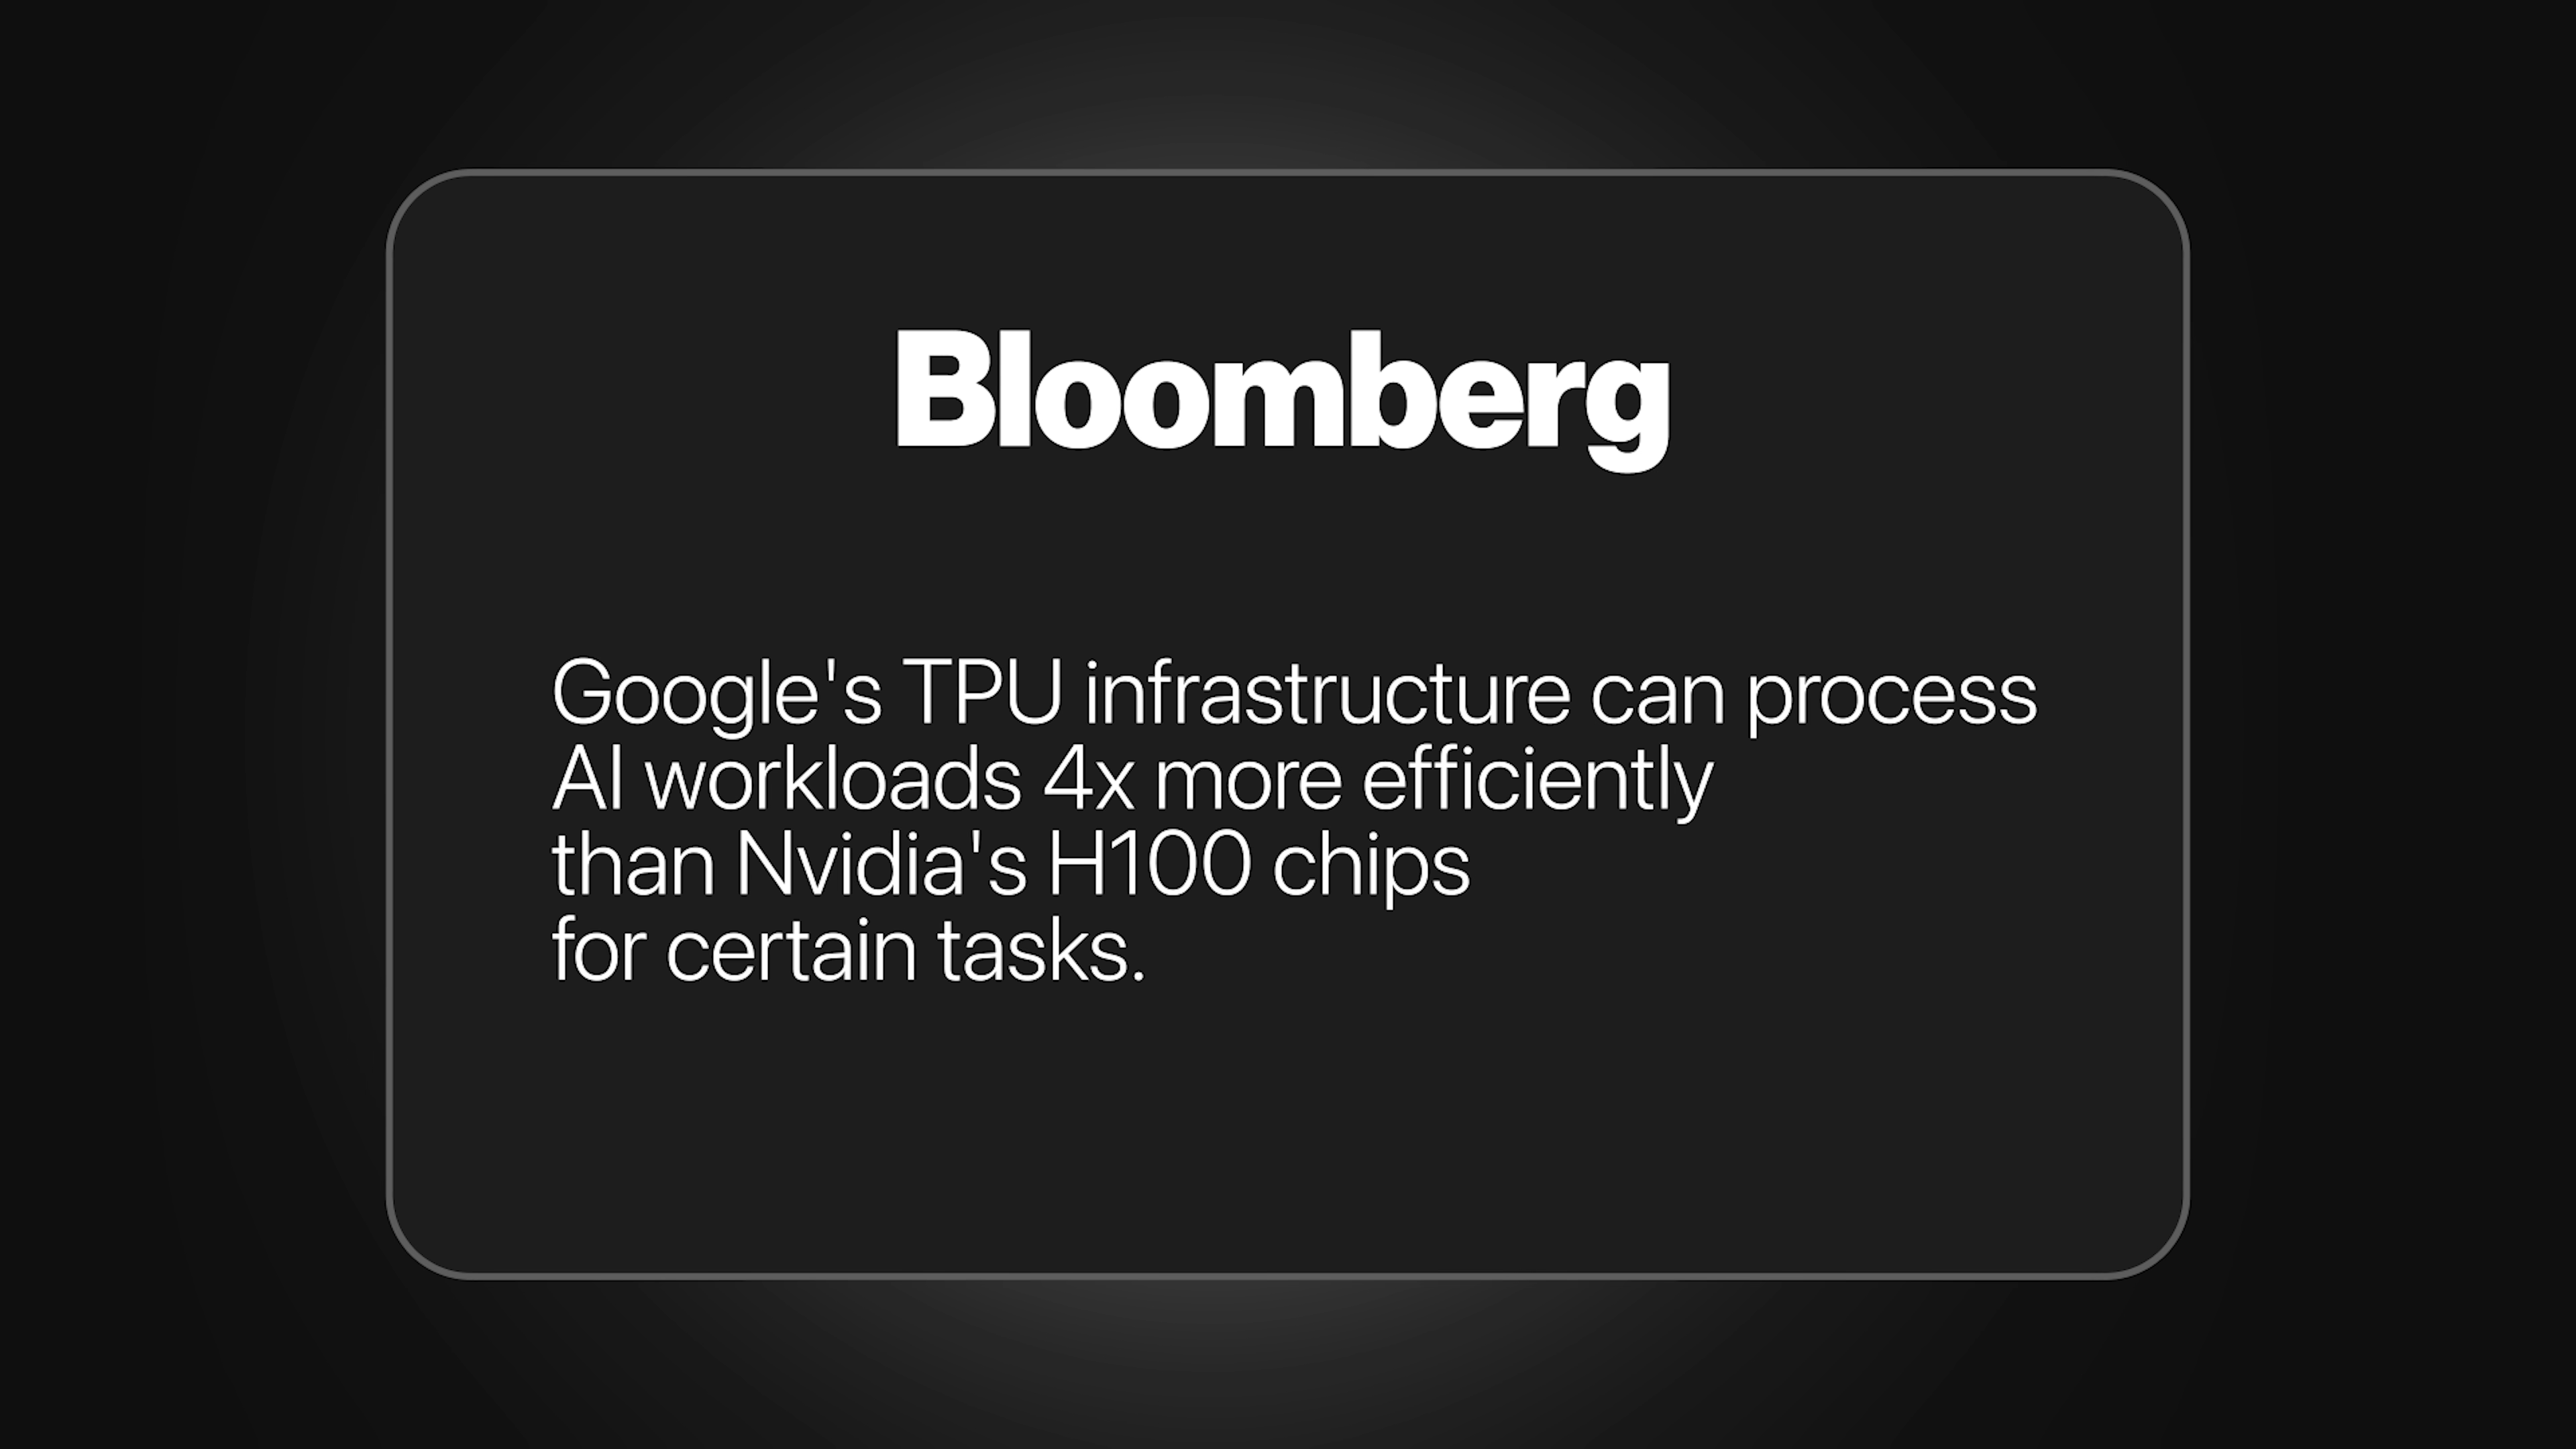 Bloomberg
Google's TPU infrastructure can process
AI workloads 4x more efficiently
than Nvidia's H100 chips
for certain tasks.